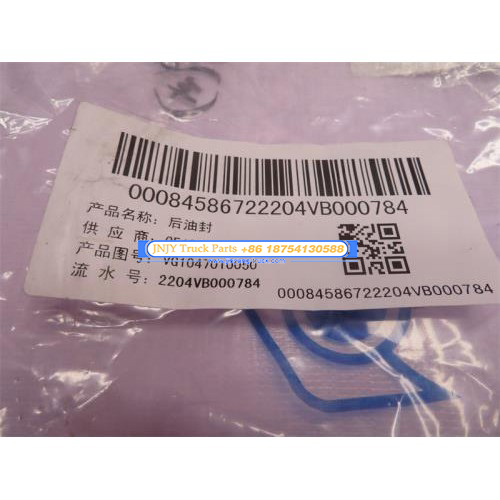 00084586722204VB000784
产品名称: 后油封
供 应 商:
JNJY Truck Parts +86 18754130588
产品图号: VG1047010050
流 水 号: 2204VB000784
00084586722204VB000784